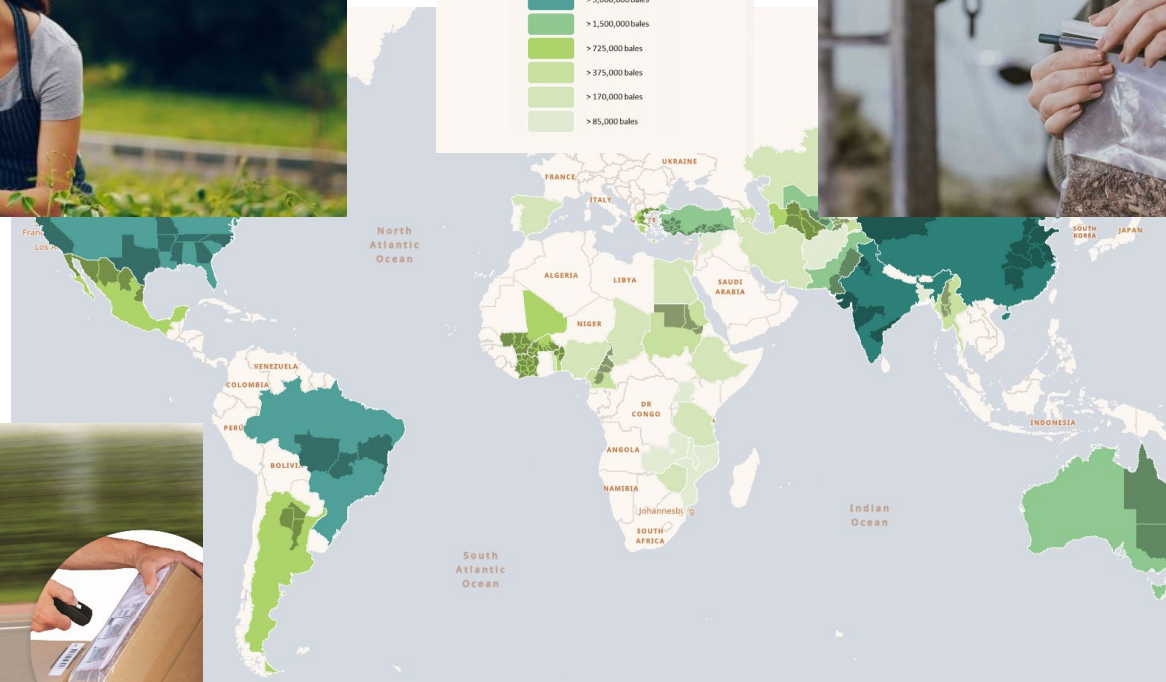 > 1,500,000 bales
> 725,000 bales
> 375,000 bales
> 170,000 bales
> 85,000 bales
UKRAINE
FRANCE
ITALY
North
Atlantic
Ocean
SOUTH
KOREA
JAPAN
ALGERIA
LIBYA
SAUDI
ARABIA
NIGER
VENEZUELA
COLOMBIA
PERÚ
DR
CONGO
INDONESIA
BOLIVI
ANGOLA
NAMIBIA
Johannesburg
SOUTH
AFRICA
Indian
Ocean
South
Atlantic
Ocean